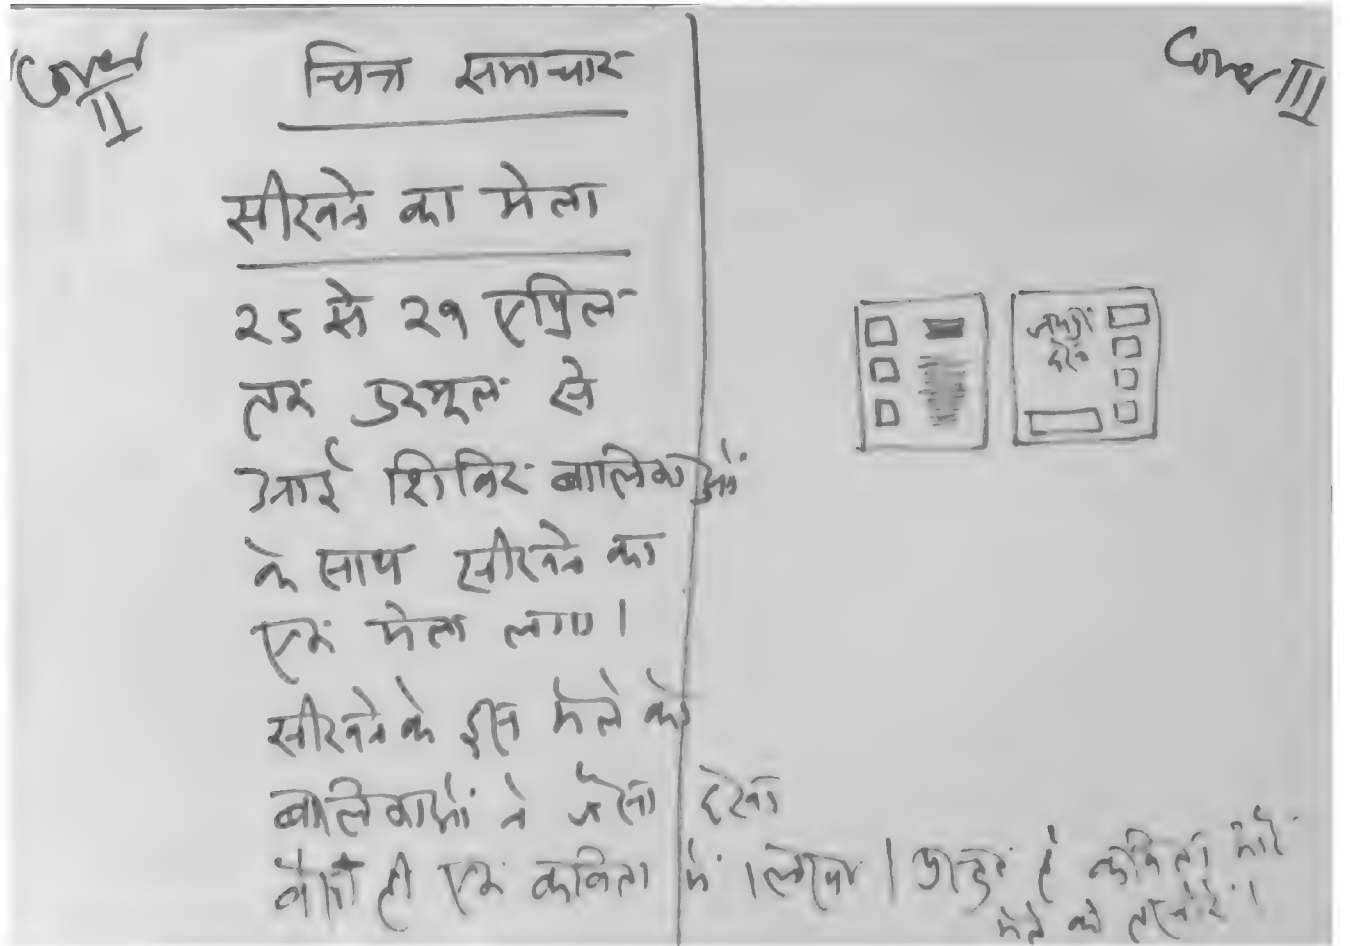 Cover II
चित्र समाचार
सीखने का मेला
२५ से २९ एप्रिल
तक उरमूल से
आई शिविर बालिकाओं
के साथ सीखने का
एक मेला लगा।
सीखने के इस मेले को
बालिकाओं ने जैसा देखा
वैसा ही एक कविता में लिखा। प्रस्तुत है कविता और
मेले की तस्वीरें।
Cover III